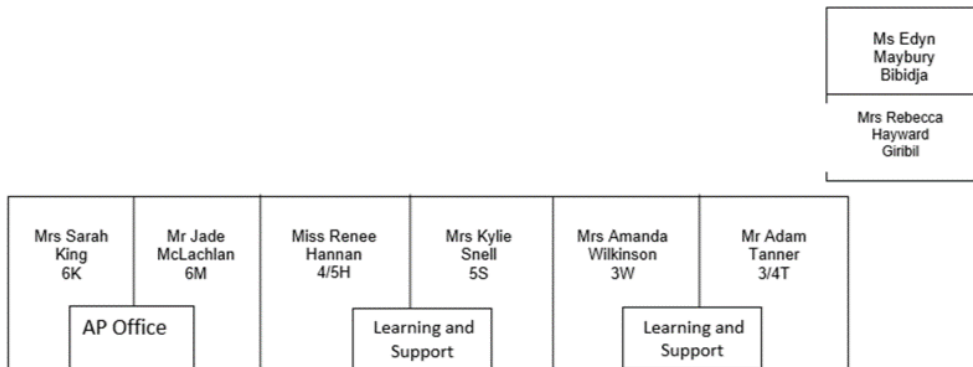 Ms Edyn
Maybury
Bibidja
Mrs Rebecca
Hayward
Giribil
Mrs Sarah
King
6K
Mr Jade
McLachlan
6M
Miss Renee
Hannan
4/5H
Mrs Kylie
Snell
5S
Mrs Amanda
Wilkinson
3W
Mr Adam
Tanner
3/4T
AP Office
Learning and
Support
Learning and
Support